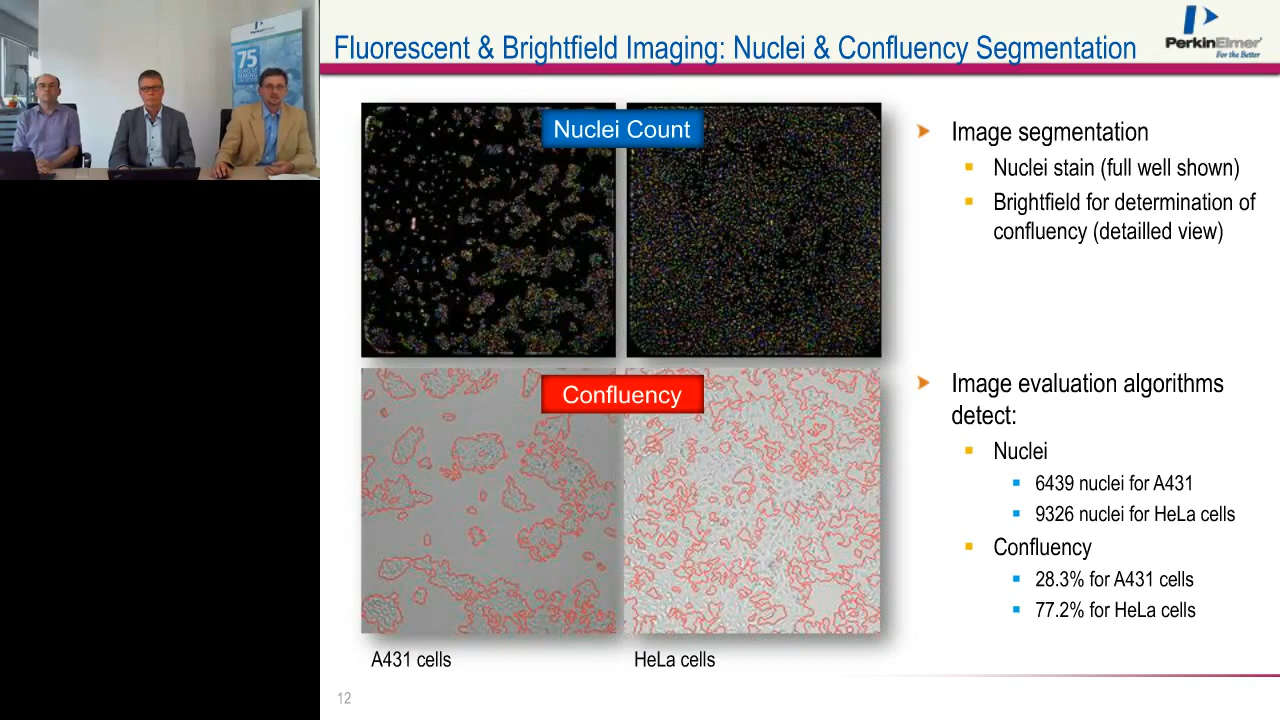 PerkinElmer
75
Fluorescent & Brightfield Imaging: Nuclei & Confluency Segmentation
PerkinElmer
For the Better
Nuclei Count
Confluency
A431 cells
HeLa cells
Image segmentation
Nuclei stain (full well shown)
Brightfield for determination of
confluency (detailled view)
Image evaluation algorithms
detect:
Nuclei
6439 nuclei for A431
9326 nuclei for HeLa cells
Confluency
28.3% for A431 cells
77.2% for HeLa cells
12